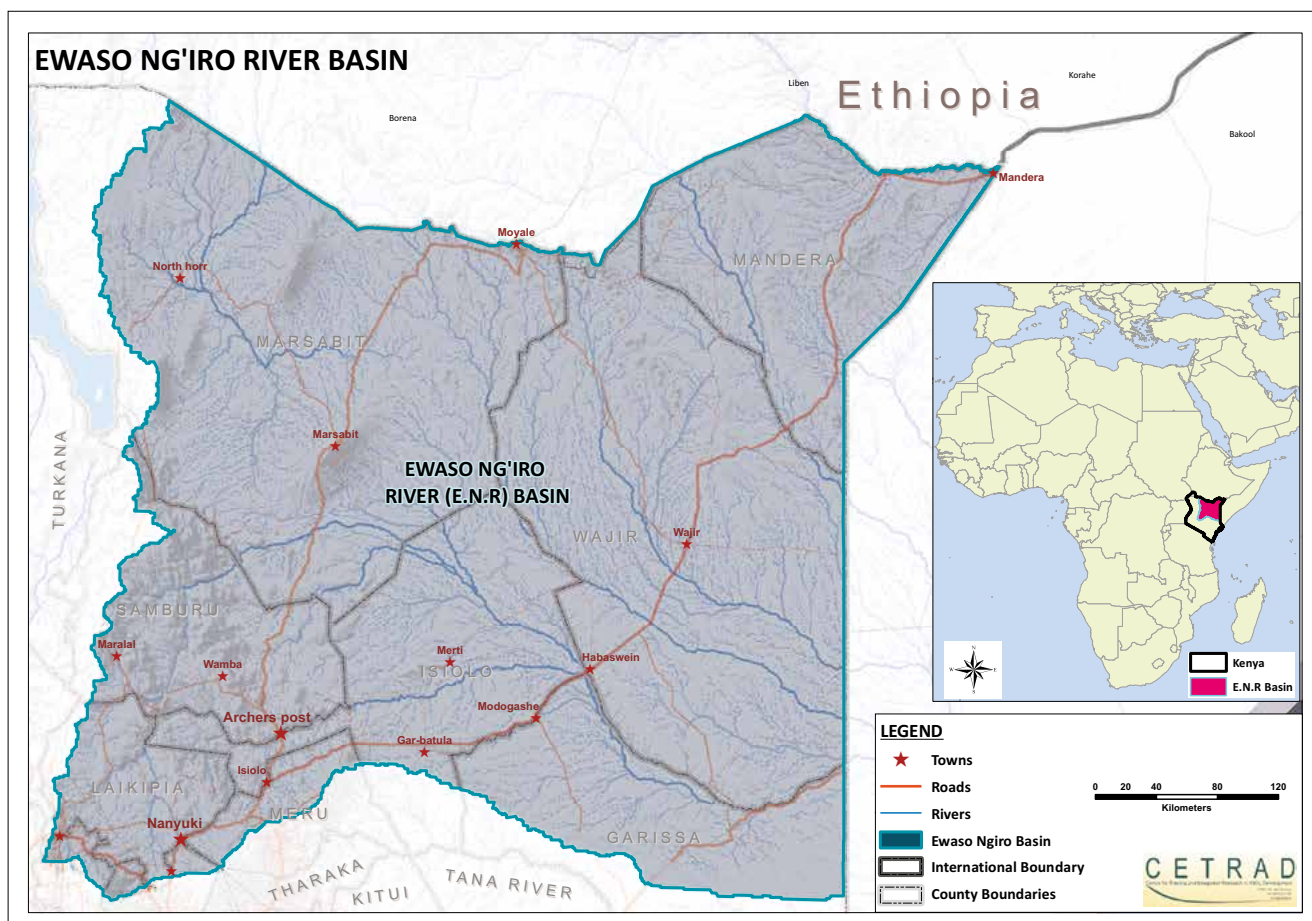 EWASO NG'IRO RIVER BASIN
Ethiopia
Liben
Korahe
Borena
Bakool
Mandera
Moyale
MANDERA
North horr
MARSABIT
Marsabit
TURKANA
EWASO NG'IRO
RIVER (E.N.R) BASIN
WAJIR
Wajir
SAMBURU
Maralal
Wamba
Merti
ISIOLO
Habaswein
Archers post
Modogashe
Gar-batula
Isiolo
LAIKIPIA
MERU
Nanyuki
GARISSA
THARAKA
KITUI
TANA RIVER
N
W
E
S
Kenya
E.N.R Basin
LEGEND
Towns
Roads
Rivers
Ewaso Ngiro Basin
International Boundary
County Boundaries
0 20 40 80 120
Kilometers
CETRAD